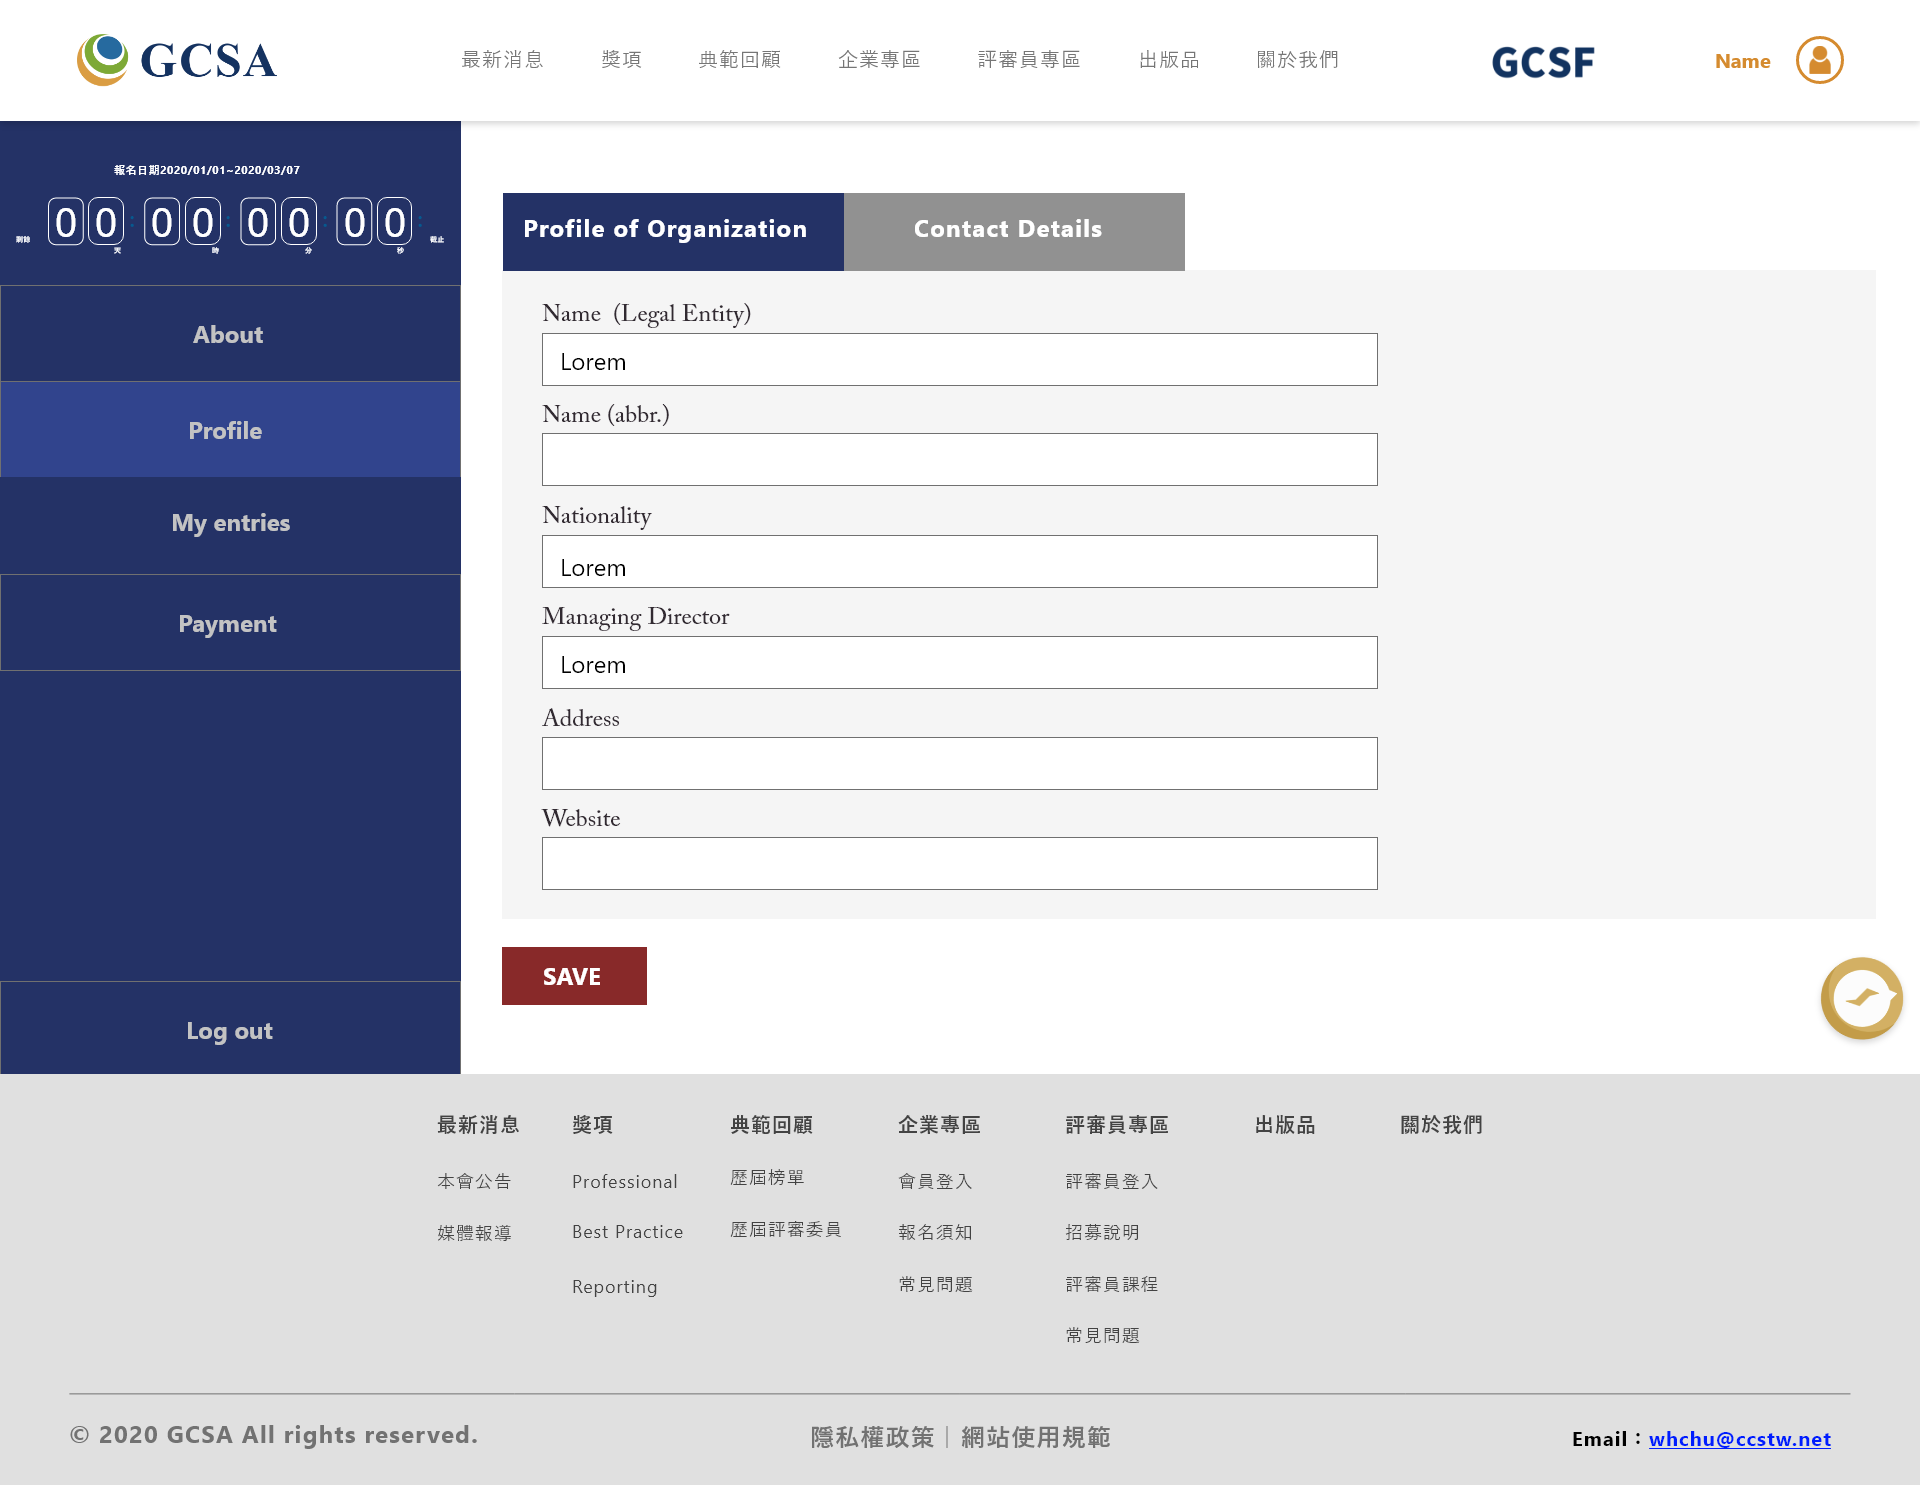 GCSA
最新消息
獎項
典範回顧
企業專區
評審員專區
出版品
關於我們
GCSF
Name
報名日期2020/01/01~2020/03/07
剩餘 00 : 00 : 00 : 00 : 截止
天 時 分 秒
About
Profile
My entries
Payment
Log out
Profile of Organization
Contact Details
Name (Legal Entity)
Lorem
Name (abbr.)
Nationality
Lorem
Managing Director
Lorem
Address
Website
SAVE
最新消息
本會公告
媒體報導
獎項
Professional
Best Practice
Reporting
典範回顧
歷屆榜單
歷屆評審委員
企業專區
會員登入
報名須知
常見問題
評審員專區
評審員登入
招募說明
評審員課程
常見問題
出版品
關於我們
© 2020 GCSA All rights reserved.
隱私權政策｜網站使用規範
Email：whchu@ccstw.net